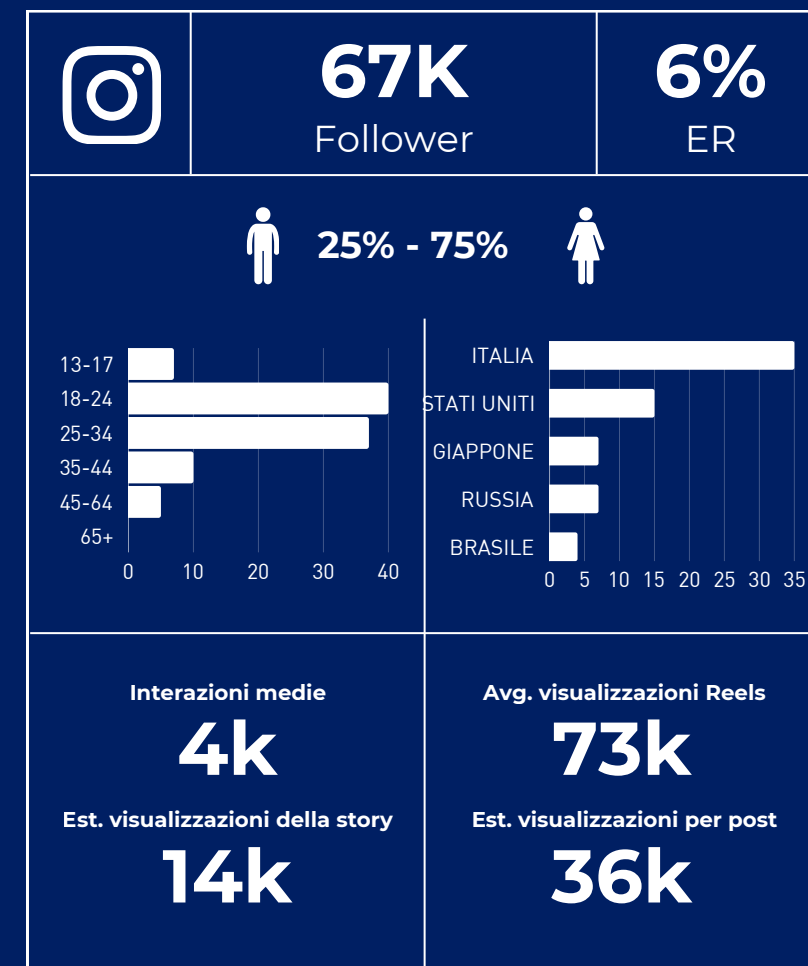 67K
Follower
6%
ER
25% - 75%
13-17
18-24
25-34
35-44
45-64
65+
0 10 20 30 40
ITALIA
STATI UNITI
GIAPPONE
RUSSIA
BRASILE
0 5 10 15 20 25 30 35
Interazioni medie
4k
Est. visualizzazioni della story
14k
Avg. visualizzazioni Reels
73k
Est. visualizzazioni per post
36k